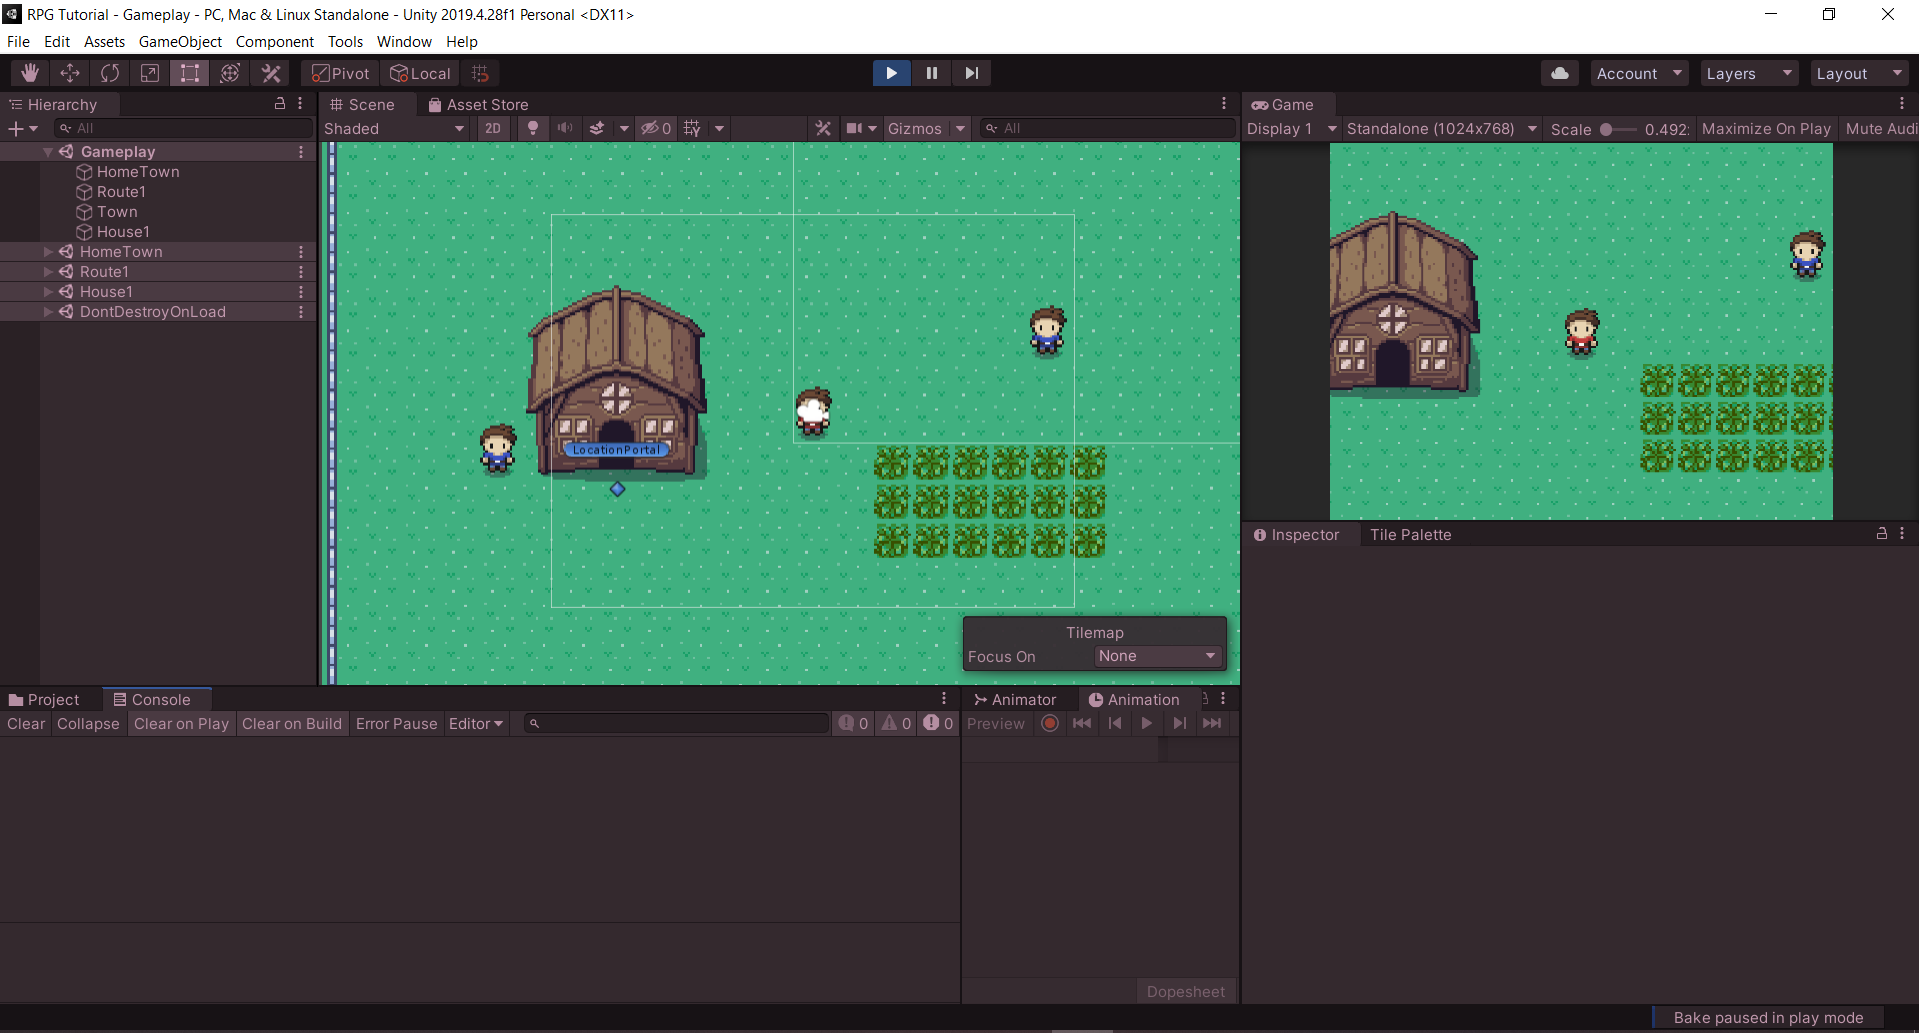 RPG Tutorial - Gameplay - PC, Mac & Linux Standalone - Unity 2019.4.28f1 Personal <DX11>
File Edit Assets GameObject Component Tools Window Help
Pivot Local Account Layers Layout
Hierarchy
All
Gameplay
HomeTown
Route1
Town
House1
HomeTown
Route1
House1
DontDestroyOnLoad
Scene Asset Store
Shaded 2D 0 Gizmos All
LocationPortal
Tilemap
Focus On None
Game
Display 1 Standalone (1024x768) Scale 0.492 Maximize On Play Mute Audi
Inspector Tile Palette
Project Console
Clear Collapse Clear on Play Clear on Build Error Pause Editor 0 0 0
Animator Animation
Preview
Dopesheet
Bake paused in play mode